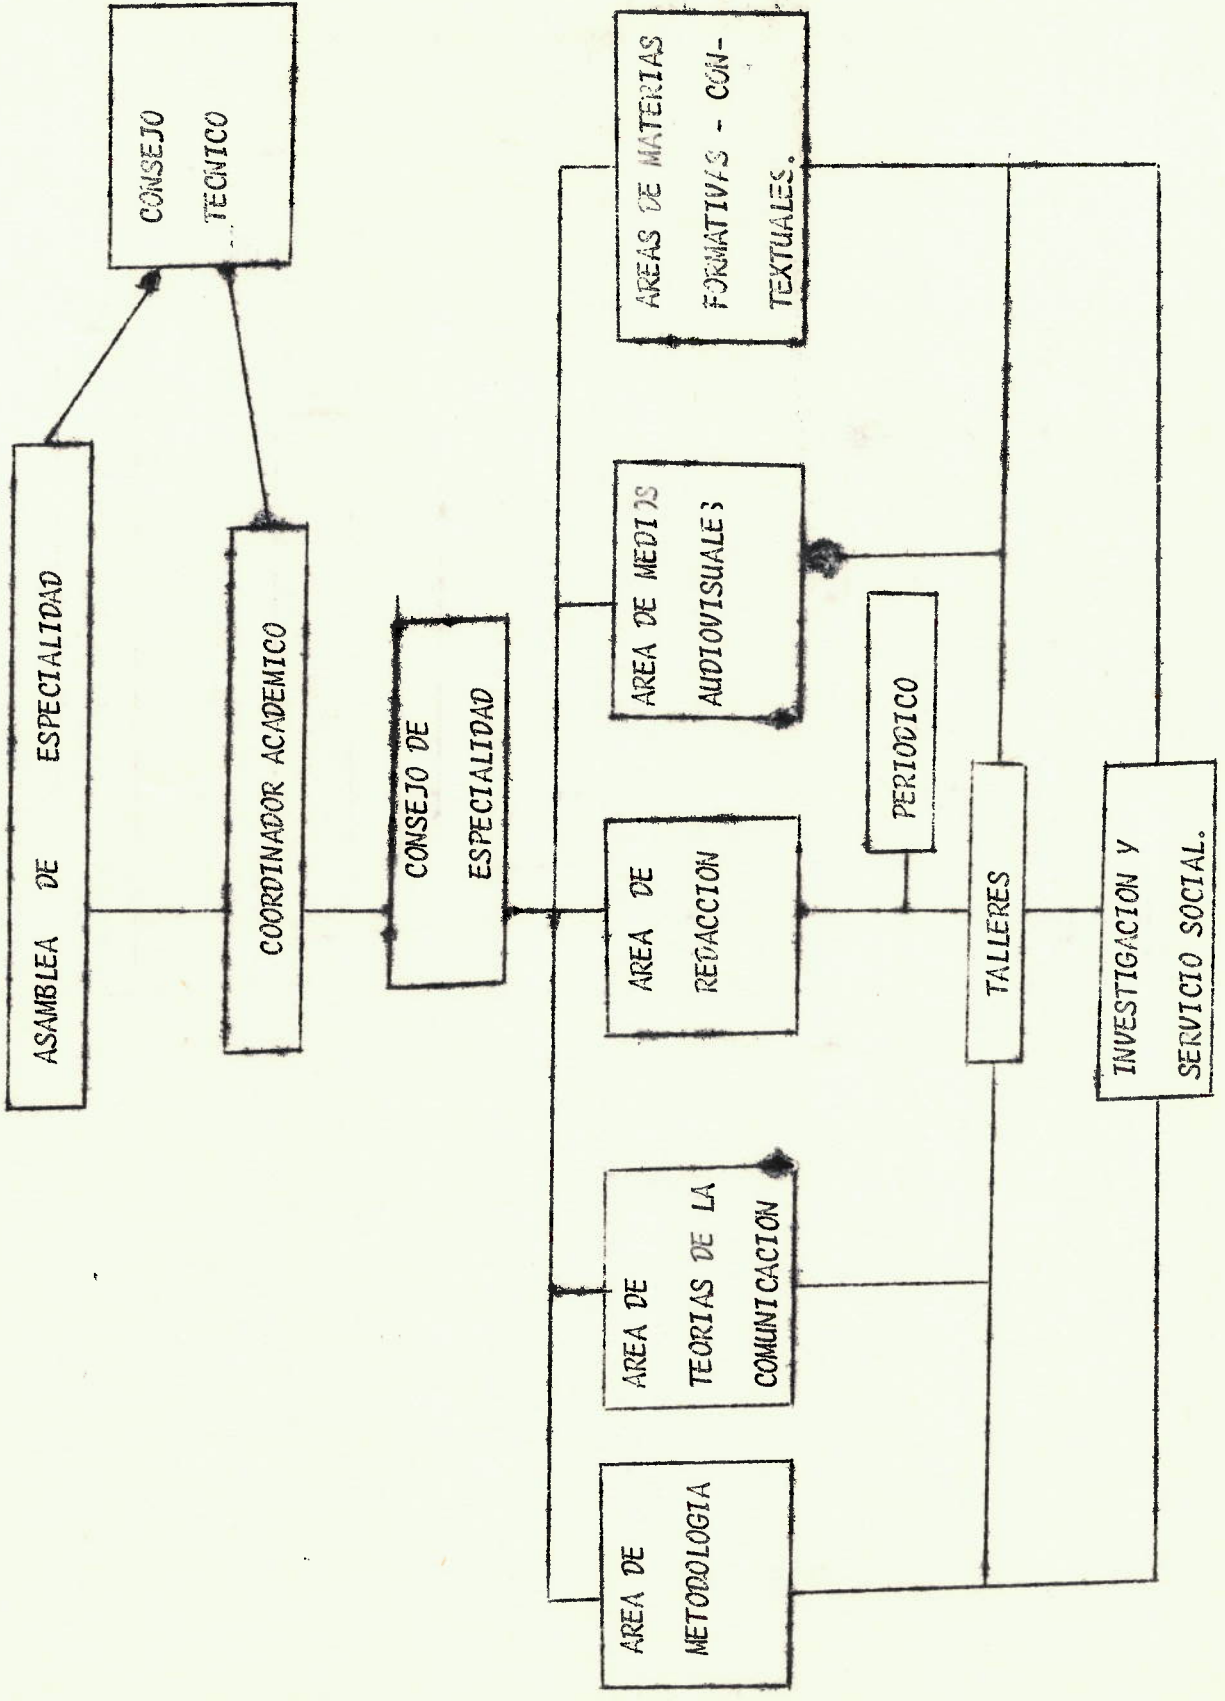 ASAMBLEA DE ESPECIALIDAD
CONSEJO
TECNICO
COORDINADOR ACADEMICO
CONSEJO DE
ESPECIALIDAD
AREA DE
METODOLOGIA
AREA DE
TEORIAS DE LA
COMUNICACION
AREA DE
REDACCION
AREA DE MEDIOS
AUDIOVISUALES
AREAS DE MATERIAS
FORMATIVAS - CON-
TEXTUALES.
PERIODICO
TALLERES
INVESTIGACION Y
SERVICIO SOCIAL.